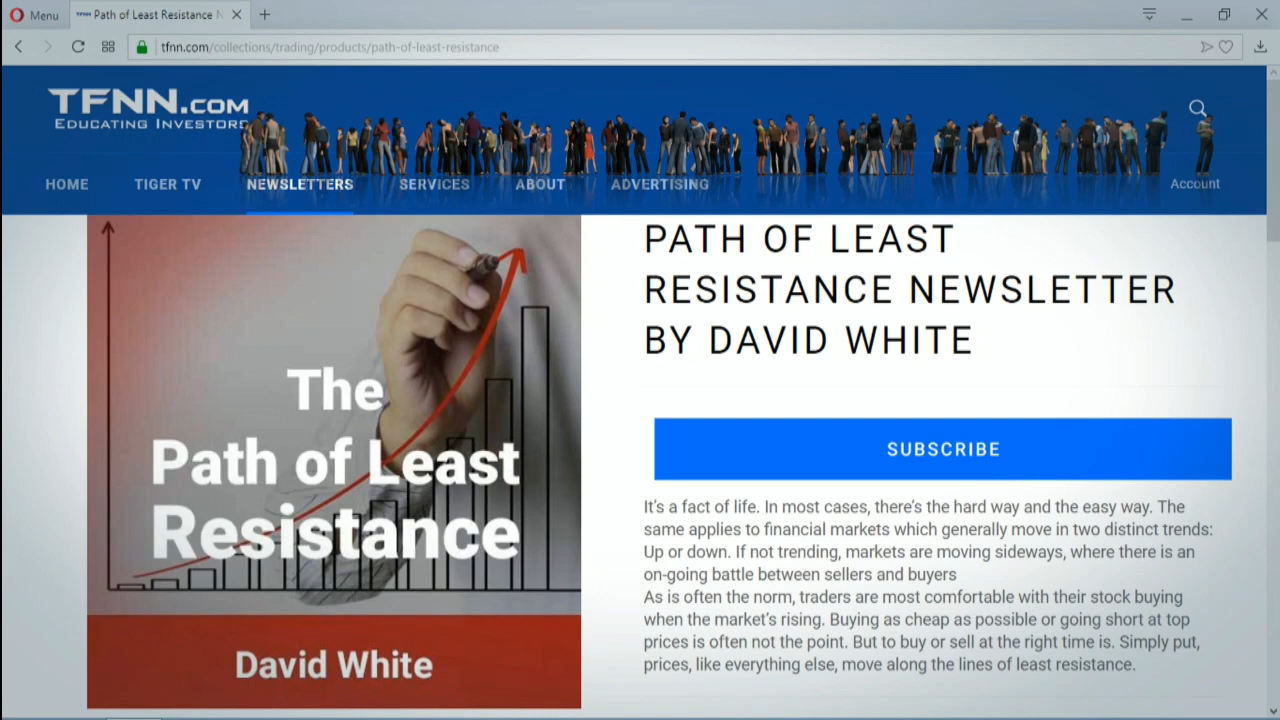 Menu
TFNN Path of Least Resistance N
tfnn.com/collections/trading/products/path-of-least-resistance
TFNN.COM
EDUCATING INVESTORS
HOME TIGER TV NEWSLETTERS SERVICES ABOUT ADVERTISING Account
The
Path of Least
Resistance
David White
PATH OF LEAST
RESISTANCE NEWSLETTER
BY DAVID WHITE
SUBSCRIBE
It's a fact of life. In most cases, there's the hard way and the easy way. The
same applies to financial markets which generally move in two distinct trends:
Up or down. If not trending, markets are moving sideways, where there is an
on-going battle between sellers and buyers
As is often the norm, traders are most comfortable with their stock buying
when the market's rising. Buying as cheap as possible or going short at top
prices is often not the point. But to buy or sell at the right time is. Simply put,
prices, like everything else, move along the lines of least resistance.